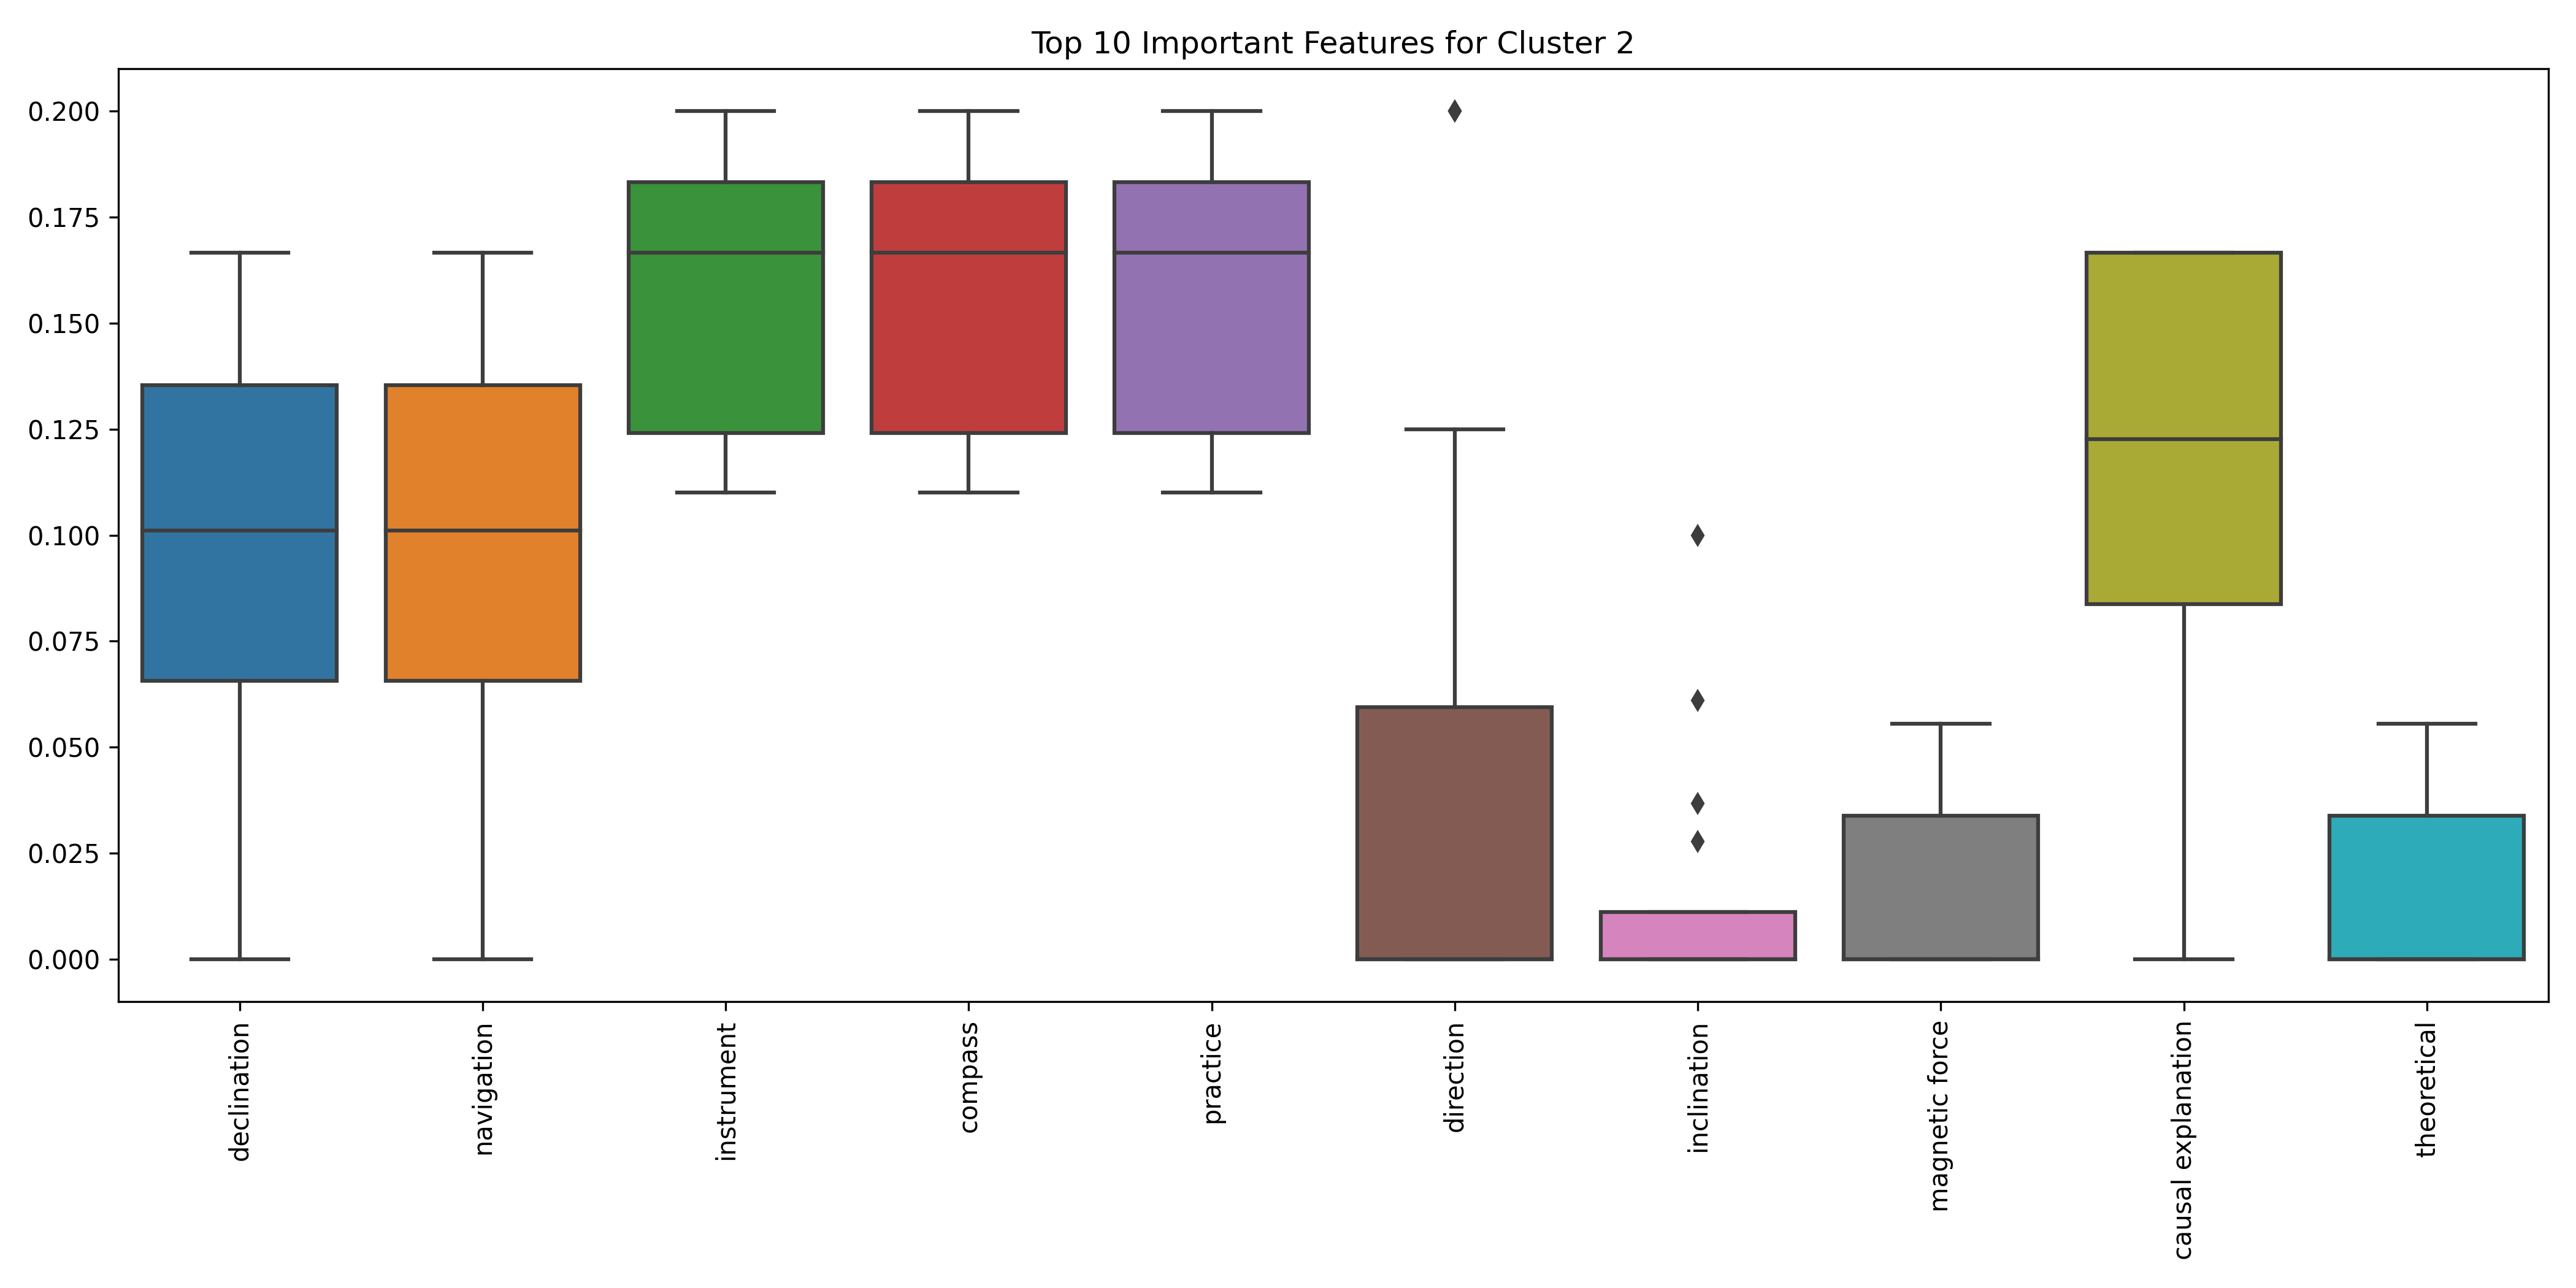 Top 10 Important Features for Cluster 2
0.200
0.175
0.150
0.125
0.100
0.075
0.050
0.025
0.000
declination
navigation
instrument
compass
practice
direction
inclination
magnetic force
causal explanation
theoretical